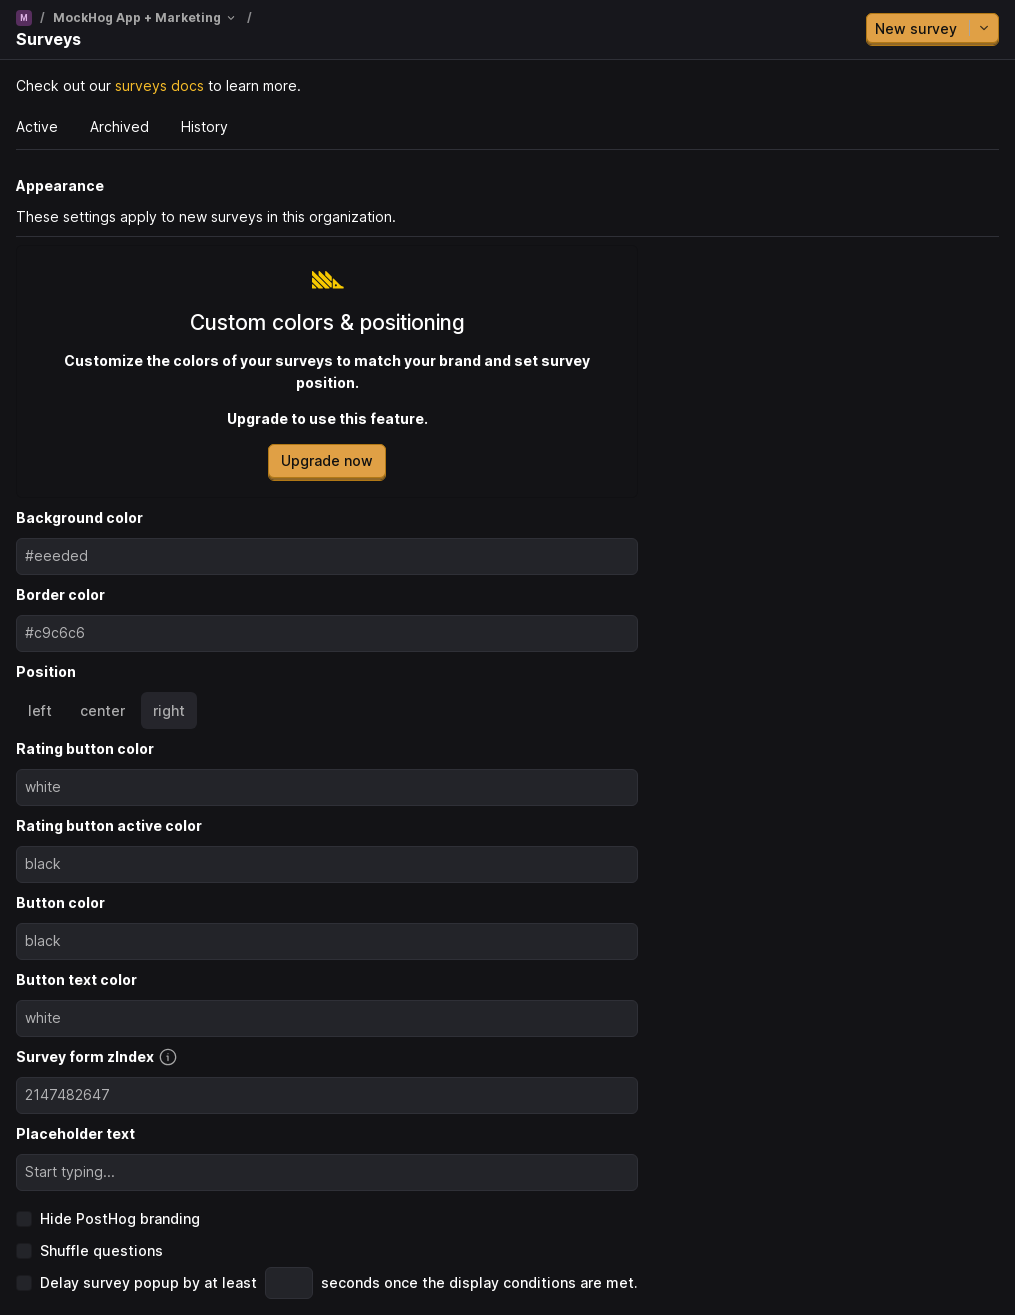 M / MockHog App + Marketing /
Surveys
New survey
Check out our surveys docs to learn more.
Active Archived History
Appearance
These settings apply to new surveys in this organization.
Custom colors & positioning
Customize the colors of your surveys to match your brand and set survey
position.
Upgrade to use this feature.
Upgrade now
Background color
#eeeded
Border color
#c9c6c6
Position
left center right
Rating button color
white
Rating button active color
black
Button color
black
Button text color
white
Survey form zIndex
2147482647
Placeholder text
Start typing...
Hide PostHog branding
Shuffle questions
Delay survey popup by at least seconds once the display conditions are met.